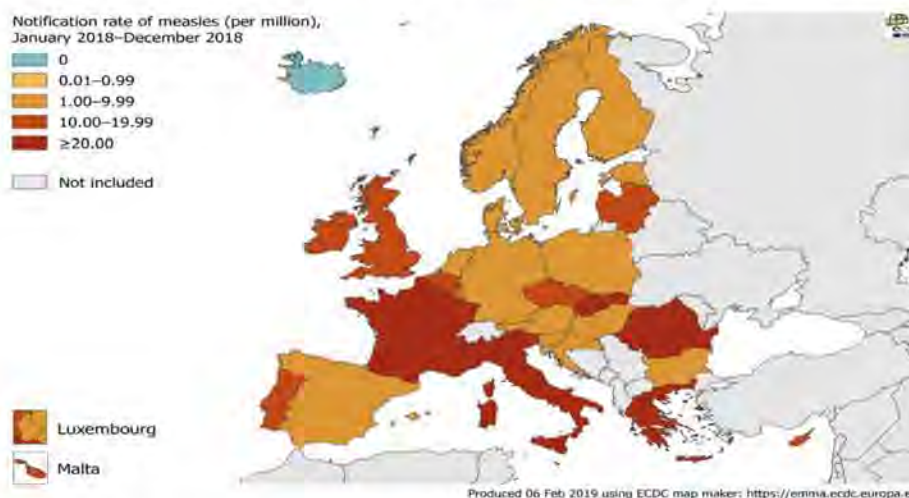 Notification rate of measles (per million),
January 2018–December 2018
0
0.01–0.99
1.00–9.99
10.00–19.99
≥20.00
Not included
Luxembourg
Malta
Produced 06 Feb 2019 using ECDC map maker: https://emma.ecdc.europa.e